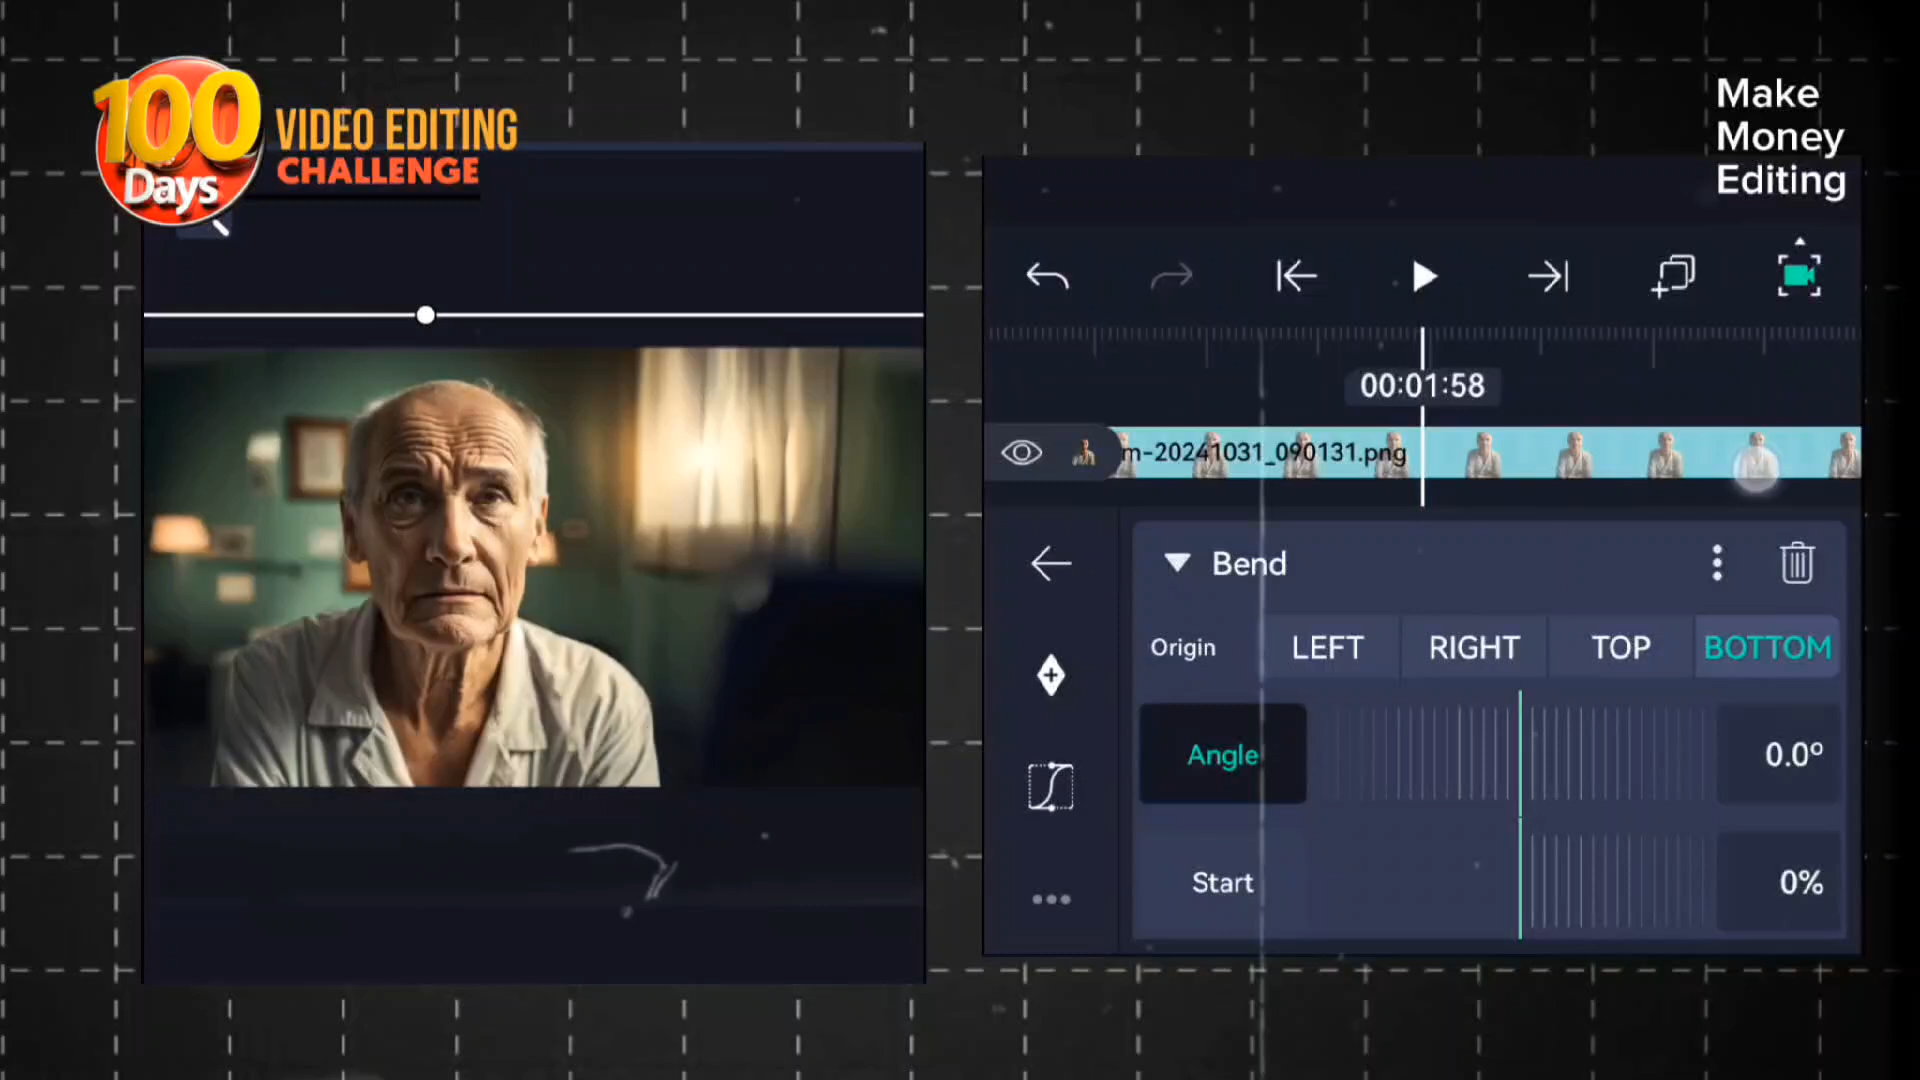 100
Days
VIDEO EDITING
CHALLENGE
Make
Money
Editing
00:01:58
m-20241031_090131.png
Bend
Origin
LEFT
RIGHT
TOP
BOTTOM
Angle
0.0º
Start
0%